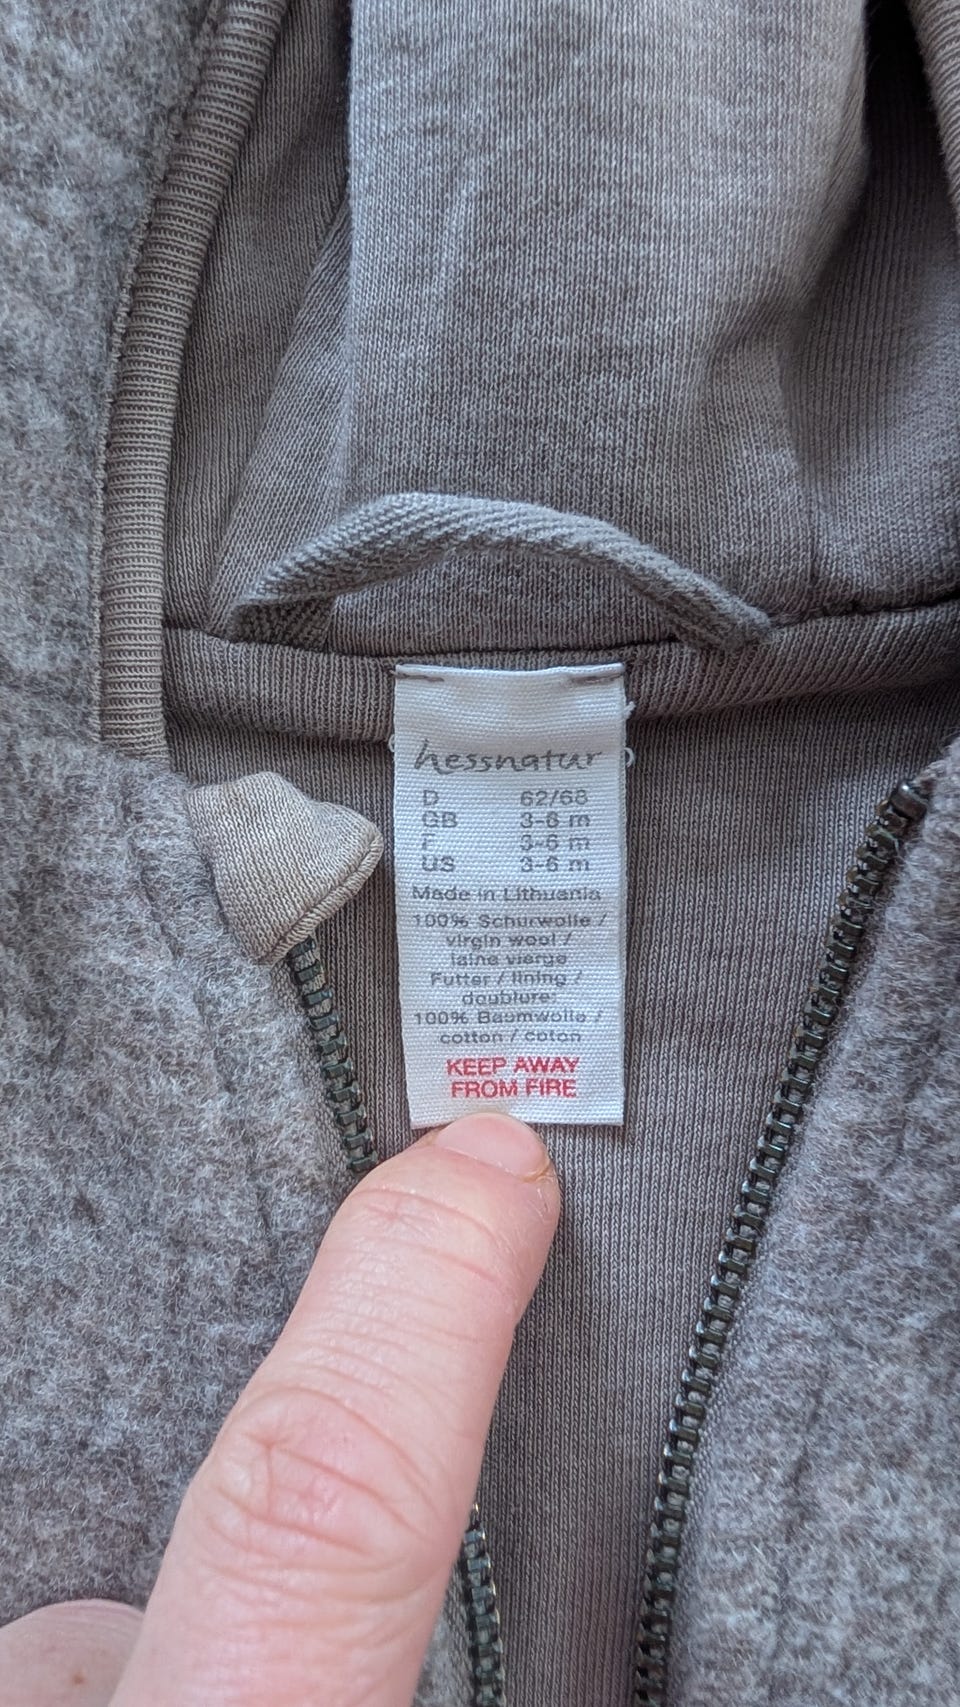 hessnatur
D 62/68
GB 3-6 m
F 3-6 m
US 3-6 m
Made in Lithuania
100% Schurwolle /
virgin wool /
laine vierge
Futter / lining /
doublure:
100% Baumwolle /
cotton / coton
KEEP AWAY
FROM FIRE